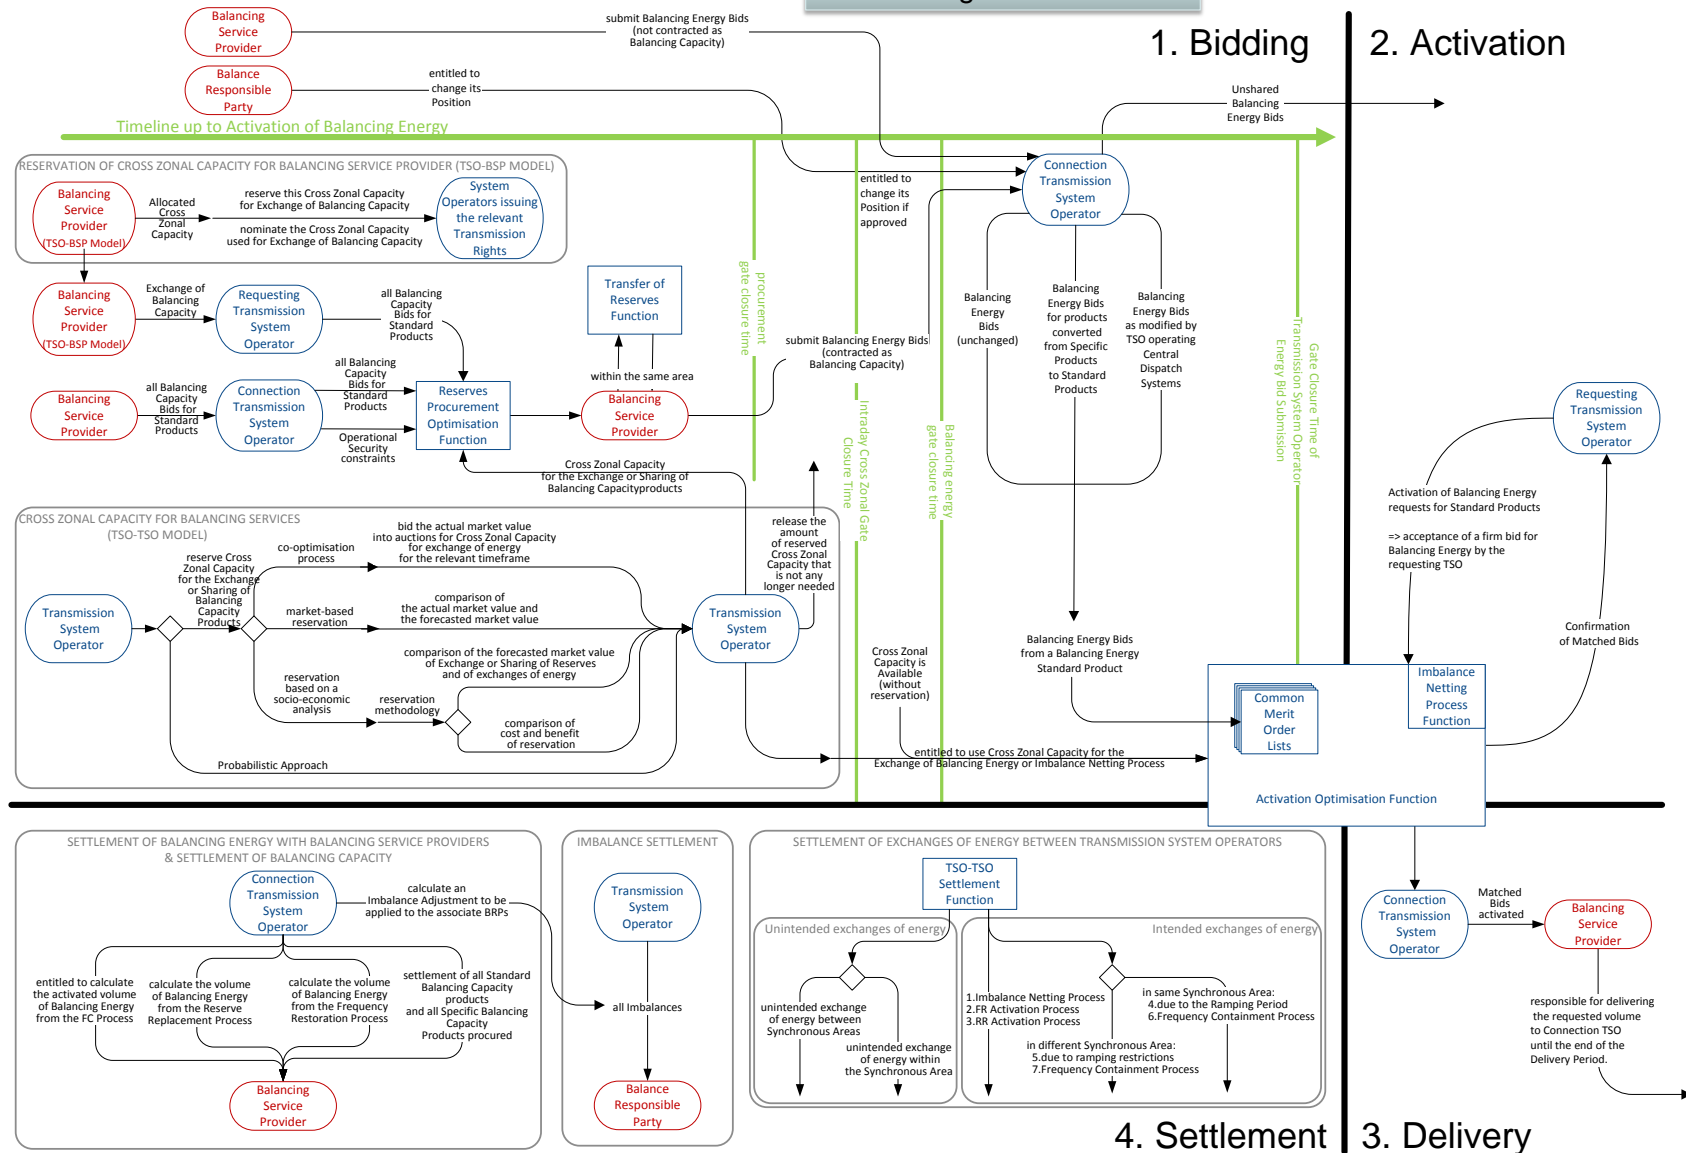 1. Bidding
2. Activation
Balancing
Service
Provider
submit Balancing Energy Bids
(not contracted as
Balancing Capacity)
Balance
Responsible
Party
entitled to
change its
Position
Unshared
Balancing
Energy Bids
Timeline up to Activation of Balancing Energy
RESERVATION OF CROSS ZONAL CAPACITY FOR BALANCING SERVICE PROVIDER (TSO-BSP MODEL)
Balancing
Service
Provider
(TSO-BSP Model)
Allocated
Cross
Zonal
Capacity
reserve this Cross Zonal Capacity
for Exchange of Balancing Capacity
nominate the Cross Zonal Capacity
used for Exchange of Balancing Capacity
System
Operators issuing
the relevant
Transmission
Rights
entitled to
change its
Position if
approved
Connection
Transmission
System
Operator
Balancing
Service
Provider
(TSO-BSP Model)
Exchange of
Balancing
Capacity
Requesting
Transmission
System
Operator
all Balancing
Capacity
Bids for
Standard
Products
Transfer of
Reserves
Function
procurement
gate closure time
Balancing
Energy
Bids
(unchanged)
Balancing
Energy Bids
for products
converted
from Specific
Products
to Standard
Products
Balancing
Energy Bids
as modified by
TSO operating
Central
Dispatch
Systems
submit Balancing Energy Bids
(contracted as
Balancing Capacity)
within the same area
Balancing
Service
Provider
all Balancing
Capacity
Bids for
Standard
Products
Connection
Transmission
System
Operator
all Balancing
Capacity
Bids for
Standard
Products
Operational
Security
constraints
Reserves
Procurement
Optimisation
Function
Balancing
Service
Provider
Intraday Cross Zonal Gate
Closure Time
Balancing energy
gate closure time
Gate Closure Time of
Transmission System Operator
Energy Bid Submission
Requesting
Transmission
System
Operator
Cross Zonal Capacity
for the Exchange or Sharing of
Balancing Capacityproducts
Activation of Balancing Energy
requests for Standard Products
=> acceptance of a firm bid for
Balancing Energy by the
requesting TSO
CROSS ZONAL CAPACITY FOR BALANCING SERVICES
(TSO-TSO MODEL)
Transmission
System
Operator
reserve Cross
Zonal Capacity
for the Exchange
or Sharing of
Balancing
Capacity
Products
co-optimisation
process
bid the actual market value
into auctions for Cross Zonal Capacity
for exchange of energy
for the relevant timeframe
market-based
reservation
comparison of
the actual market value and
the forecasted market value
comparison of the forecasted market value
of Exchange or Sharing of Reserves
and of exchanges of energy
reservation
based on a
socio-economic
analysis
reservation
methodology
comparison of
cost and benefit
of reservation
Probabilistic Approach
Transmission
System
Operator
release the
amount
of reserved
Cross Zonal
Capacity that
is not any
longer needed
Cross Zonal
Capacity is
Available
(without
reservation)
entitled to use Cross Zonal Capacity for the
Exchange of Balancing Energy or Imbalance Netting Process
Balancing Energy Bids
from a Balancing Energy
Standard Product
Common
Merit
Order
Lists
Imbalance
Netting
Process
Function
Activation Optimisation Function
Confirmation
of Matched Bids
SETTLEMENT OF BALANCING ENERGY WITH BALANCING SERVICE PROVIDERS
& SETTLEMENT OF BALANCING CAPACITY
Connection
Transmission
System
Operator
calculate an
Imbalance Adjustment to be
applied to the associate BRPs
entitled to calculate
the activated volume
of Balancing Energy
from the FC Process
calculate the volume
of Balancing Energy
from the Reserve
Replacement Process
calculate the volume
of Balancing Energy
from the Frequency
Restoration Process
settlement of all Standard
Balancing Capacity
products
and all Specific Balancing
Capacity
Products procured
Balancing
Service
Provider
IMBALANCE SETTLEMENT
Transmission
System
Operator
all Imbalances
Balance
Responsible
Party
SETTLEMENT OF EXCHANGES OF ENERGY BETWEEN TRANSMISSION SYSTEM OPERATORS
TSO-TSO
Settlement
Function
Unintended exchanges of energy
unintended exchange
of energy between
Synchronous Areas
unintended exchange
of energy within
the Synchronous Area
Intended exchanges of energy
1.Imbalance Netting Process
2.FR Activation Process
3.RR Activation Process
in same Synchronous Area:
4.due to the Ramping Period
6.Frequency Containment Process
in different Synchronous Area:
5.due to ramping restrictions
7.Frequency Containment Process
Connection
Transmission
System
Operator
Matched
Bids
activated
Balancing
Service
Provider
responsible for delivering
the requested volume
to Connection TSO
until the end of the
Delivery Period.
4. Settlement
3. Delivery